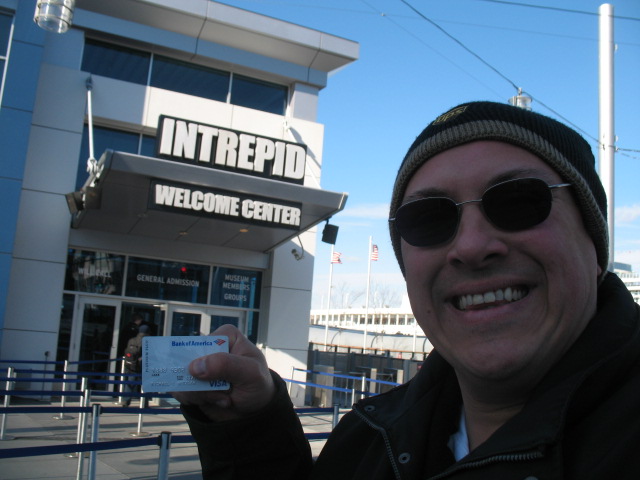 INTREPID
WELCOME CENTER
GENERAL ADMISSION
MUSEUM
MEMBERS
GROUPS
Bank of America
VISA